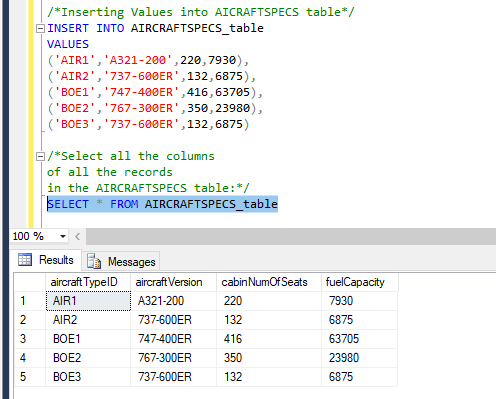 /*Inserting Values into AICRAFTSPECS table*/
INSERT INTO AIRCRAFTSPECS_table
VALUES
('AIR1','A321-200',220,7930),
('AIR2','737-600ER',132,6875),
('BOE1','747-400ER',416,63705),
('BOE2','767-300ER',350,23980),
('BOE3','737-600ER',132,6875)
/*Select all the columns
of all the records
in the AIRCRAFTSPECS table:*/
SELECT * FROM AIRCRAFTSPECS_table
100 %
Results Messages
aircraftTypeID aircraftVersion cabinNumOfSeats fuelCapacity
1 AIR1 A321-200 220 7930
2 AIR2 737-600ER 132 6875
3 BOE1 747-400ER 416 63705
4 BOE2 767-300ER 350 23980
5 BOE3 737-600ER 132 6875